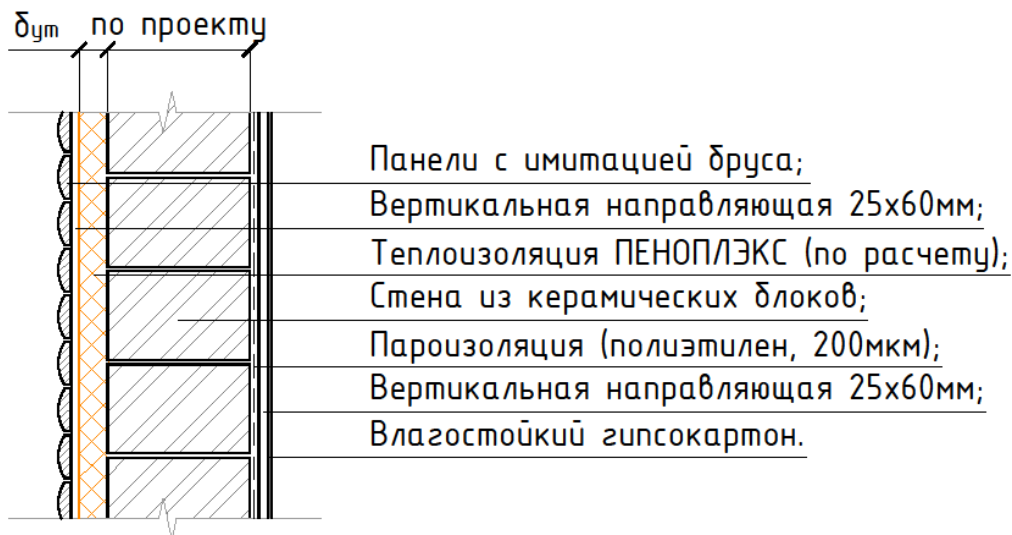 δут по проекту
Панели с имитацией бруса;
Вертикальная направляющая 25х60мм;
Теплоизоляция ПЕНОПЛЭКС (по расчету);
Стена из керамических блоков;
Пароизоляция (полиэтилен, 200мкм);
Вертикальная направляющая 25х60мм;
Влагостойкий гипсокартон.